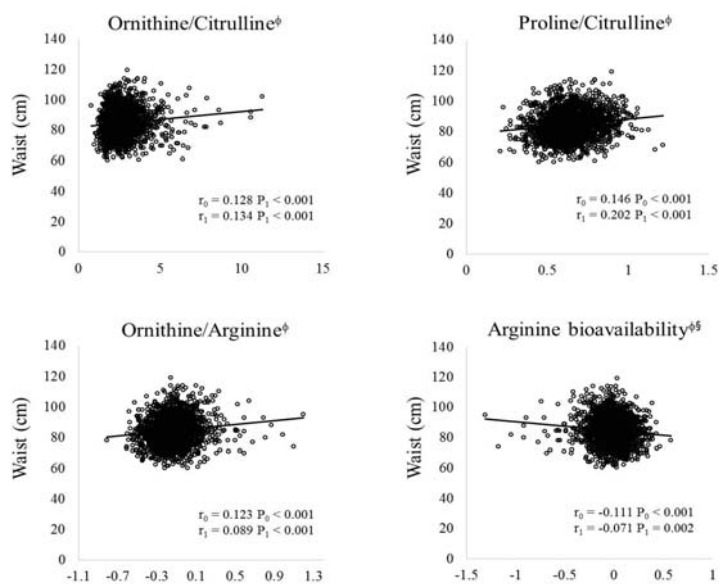 Ornithine/Citrullineᶲ
Waist (cm)
140
120
100
80
60
40
20
0
r₀ = 0.128 P₁ < 0.001
r₁ = 0.134 P₁ < 0.001
0 5 10 15
Proline/Citrullineᶲ
Waist (cm)
140
120
100
80
60
40
20
0
r₀ = 0.146 P₀ < 0.001
r₁ = 0.202 P₁ < 0.001
0 0.5 1 1.5
Ornithine/Arginineᶲ
Waist (cm)
140
120
100
80
60
40
20
0
r₀ = 0.123 P₀ < 0.001
r₁ = 0.089 P₁ < 0.001
-1.1 -0.7 -0.3 0.1 0.5 0.9 1.3
Arginine bioavailabilityᶲ§
Waist (cm)
140
120
100
80
60
40
20
0
r₀ = -0.111 P₀ < 0.001
r₁ = -0.071 P₁ = 0.002
-1.5 -1 -0.5 0 0.5 1